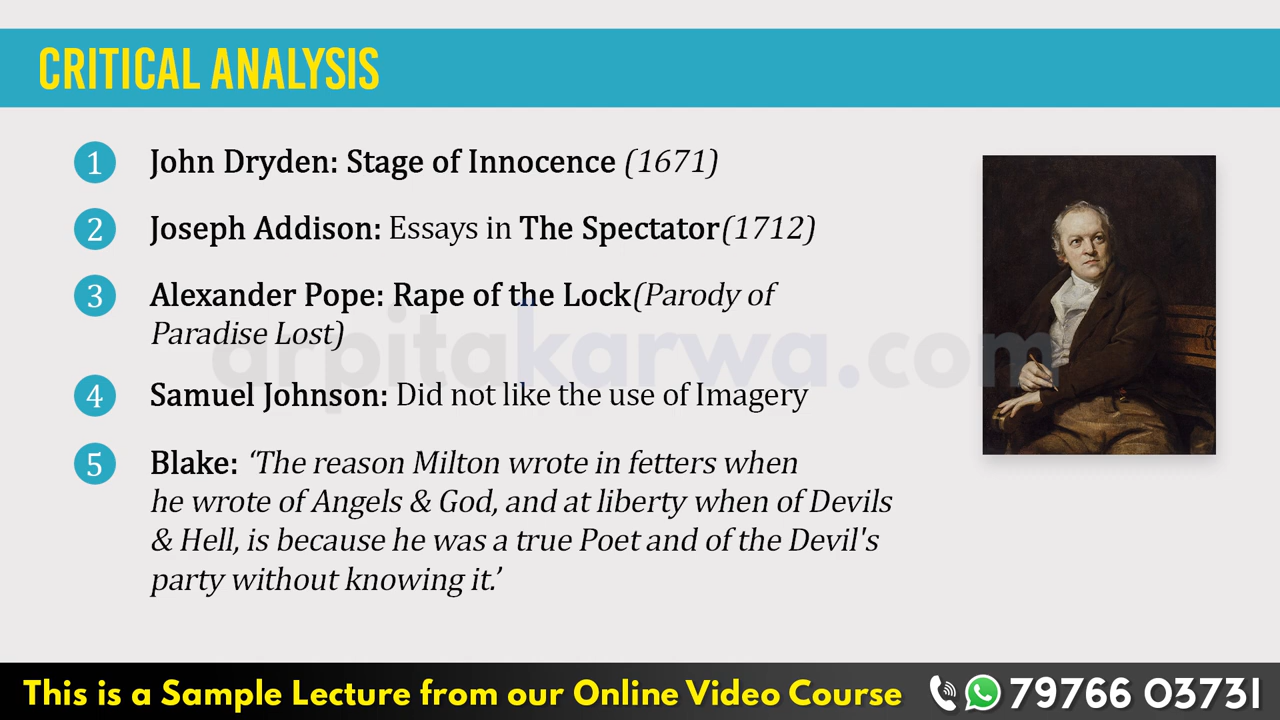 CRITICAL ANALYSIS
1 John Dryden: Stage of Innocence (1671)
2 Joseph Addison: Essays in The Spectator(1712)
3 Alexander Pope: Rape of the Lock(Parody of
Paradise Lost)
arpitakarwa.com
4 Samuel Johnson: Did not like the use of Imagery
5 Blake: ‘The reason Milton wrote in fetters when
he wrote of Angels & God, and at liberty when of Devils
& Hell, is because he was a true Poet and of the Devil's
party without knowing it.’
This is a Sample Lecture from our Online Video Course 79766 03731